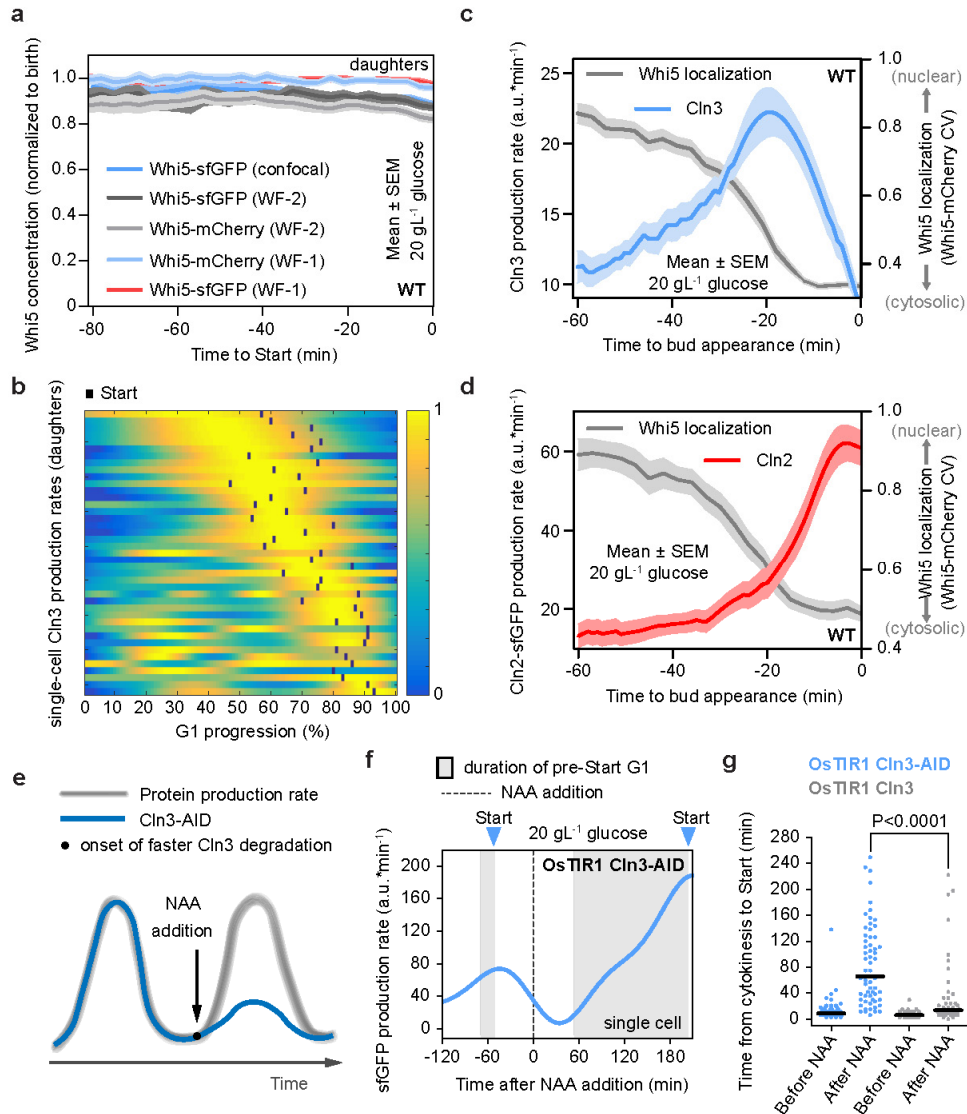 a
Whi5 concentration (normalized to birth)
1.0
0.8
0.6
0.4
0.2
0
daughters
Whi5-sfGFP (confocal)
Whi5-sfGFP (WF-2)
Whi5-mCherry (WF-2)
Whi5-mCherry (WF-1)
Whi5-sfGFP (WF-1)
Mean ± SEM
20 gL-1 glucose
WT
-80 -60 -40 -20 0
Time to Start (min)
b
Start
single-cell Cln3 production rates (daughters)
1
0
0 10 20 30 40 50 60 70 80 90 100
G1 progression (%)
c
Cln3 production rate (a.u.*min-1)
25
20
15
10
Whi5 localization
Cln3
WT
Mean ± SEM
20 gL-1 glucose
1.0
0.8
0.6
0.4
(nuclear)
Whi5 localization
(Whi5-mCherry CV)
(cytosolic)
-60 -40 -20 0
Time to bud appearance (min)
d
Cln2-sfGFP production rate (a.u.*min-1)
60
40
20
Whi5 localization
Cln2
Mean ± SEM
20 gL-1 glucose
WT
1.0
0.8
0.6
0.4
(nuclear)
Whi5 localization
(Whi5-mCherry CV)
(cytosolic)
-60 -40 -20 0
Time to bud appearance (min)
e
Protein production rate
Cln3-AID
onset of faster Cln3 degradation
NAA
addition
Time
f
duration of pre-Start G1
NAA addition
Start
20 gL-1 glucose
Start
OsTIR1 Cln3-AID
sfGFP production rate (a.u.*min-1)
200
160
120
80
40
0
single cell
-120 -60 0 60 120 180
Time after NAA addition (min)
g
OsTIR1 Cln3-AID
OsTIR1 Cln3
P<0.0001
Time from cytokinesis to Start (min)
280
240
200
160
120
80
40
0
Before NAA
After NAA
Before NAA
After NAA